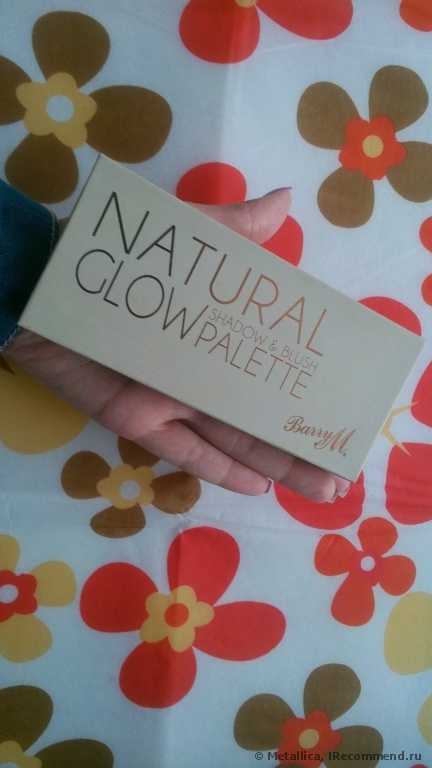 NATURAL
GLOW
SHADOW & BLUSH
PALETTE
Barry M.
© Metallica, IRecommend.ru